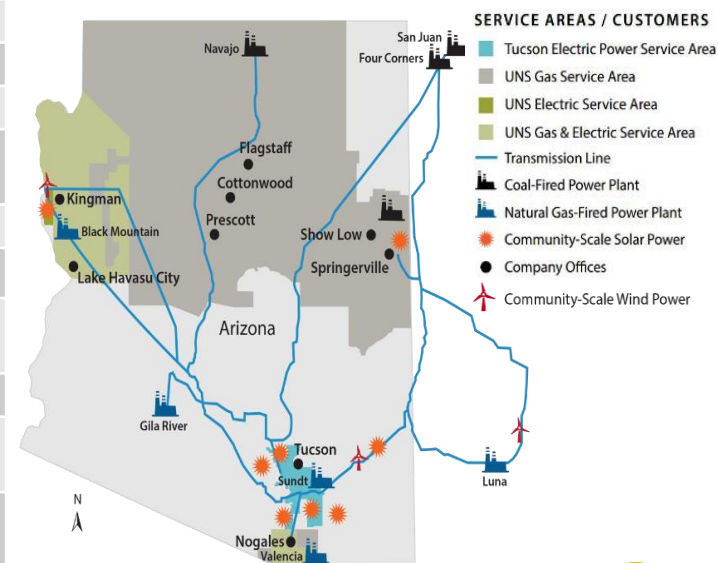 SERVICE AREAS / CUSTOMERS
Tucson Electric Power Service Area
UNS Gas Service Area
UNS Electric Service Area
UNS Gas & Electric Service Area
Transmission Line
Coal-Fired Power Plant
Natural Gas-Fired Power Plant
Community-Scale Solar Power
Company Offices
Community-Scale Wind Power
San Juan
Navajo
Four Corners
Flagstaff
Cottonwood
Kingman
Prescott
Black Mountain
Show Low
Springerville
Lake Havasu City
Arizona
Gila River
Tucson
Sundt
Luna
N
Nogales
Valencia